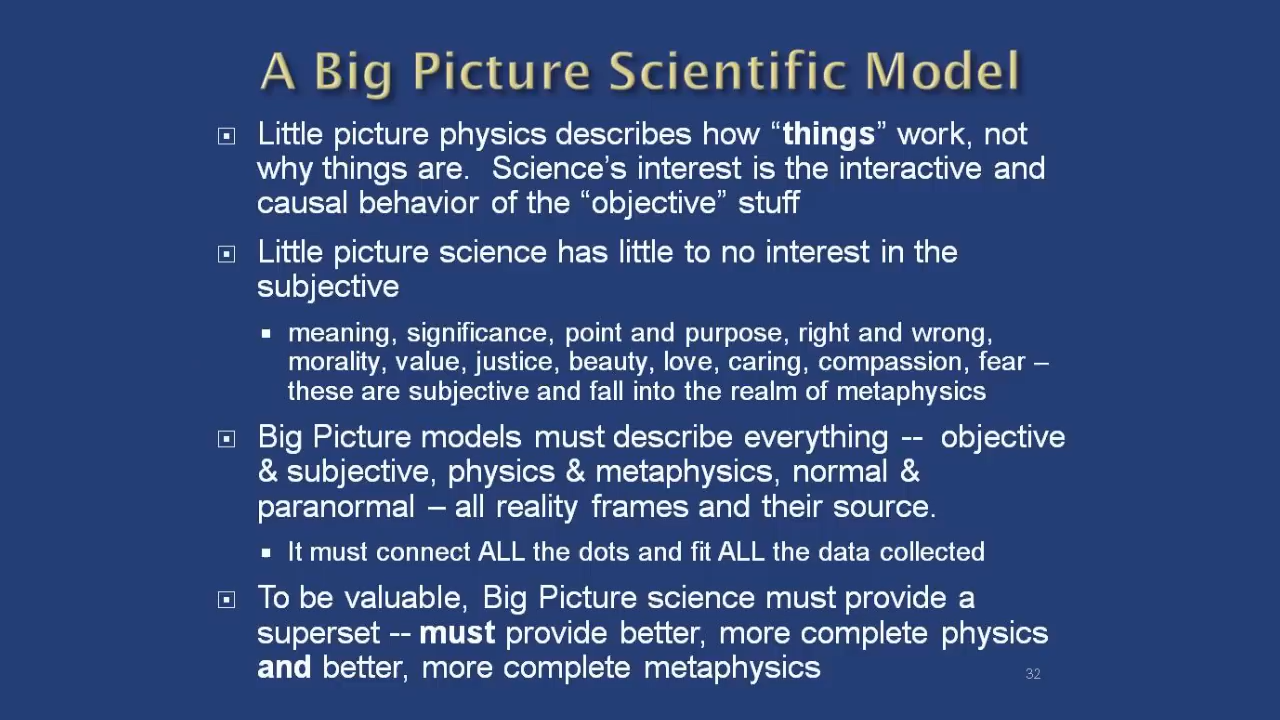 A Big Picture Scientific Model
Little picture physics describes how “things” work, not
why things are.  Science’s interest is the interactive and
causal behavior of the “objective” stuff
Little picture science has little to no interest in the
subjective
meaning, significance, point and purpose, right and wrong,
morality, value, justice, beauty, love, caring, compassion, fear –
these are subjective and fall into the realm of metaphysics
Big Picture models must describe everything --  objective
& subjective, physics & metaphysics, normal &
paranormal – all reality frames and their source.
It must connect ALL the dots and fit ALL the data collected
To be valuable, Big Picture science must provide a
superset -- must provide better, more complete physics
and better, more complete metaphysics
32